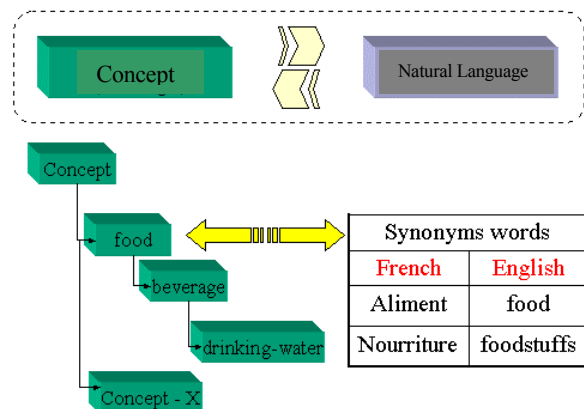 Concept
Natural Language
Concept
food
beverage
drinking-water
Concept - X
Synonyms words
French English
Aliment food
Nourriture foodstuffs